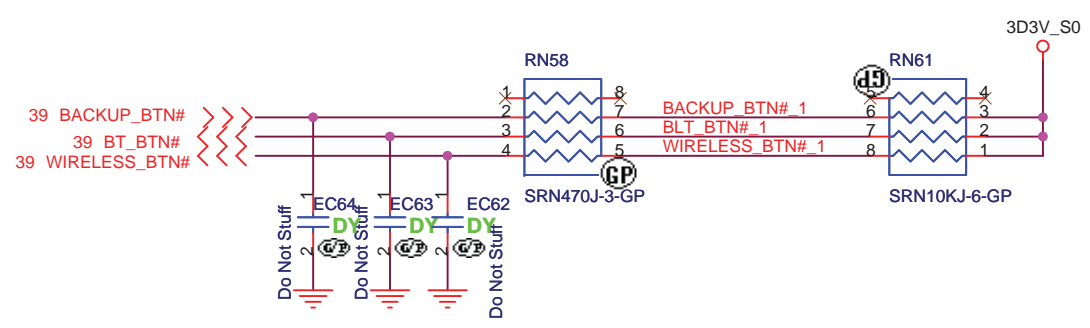 3D3V_S0
RN58
RN61
GP
1 8
5 4
39 BACKUP_BTN#
2 7
BACKUP_BTN#_1
6 3
39 BT_BTN#
3 6
BLT_BTN#_1
7 2
39 WIRELESS_BTN#
4 5
WIRELESS_BTN#_1
8 1
GP
SRN470J-3-GP
SRN10KJ-6-GP
1 EC64
1 EC63
1 EC62
DY
DY
DY
2 G/P
2 G/P
2 G/P
Do Not Stuff
Do Not Stuff
Do Not Stuff